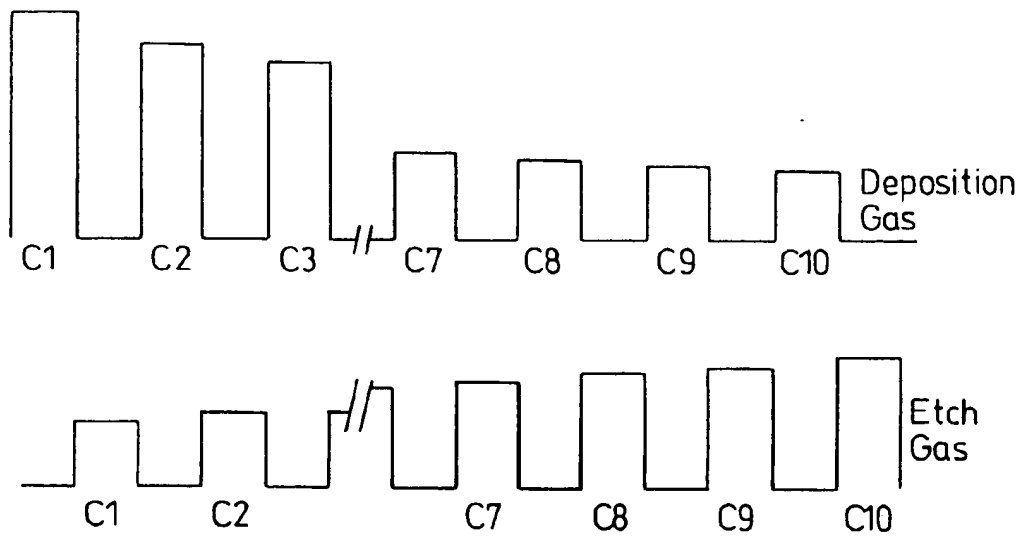 Deposition
Gas
C1 C2 C3 C7 C8 C9 C10
Etch
Gas
C1 C2 C7 C8 C9 C10